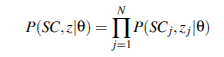 P(SC,z|θ) = ∏_{j=1}^{N} P(SC_j,z_j|θ)